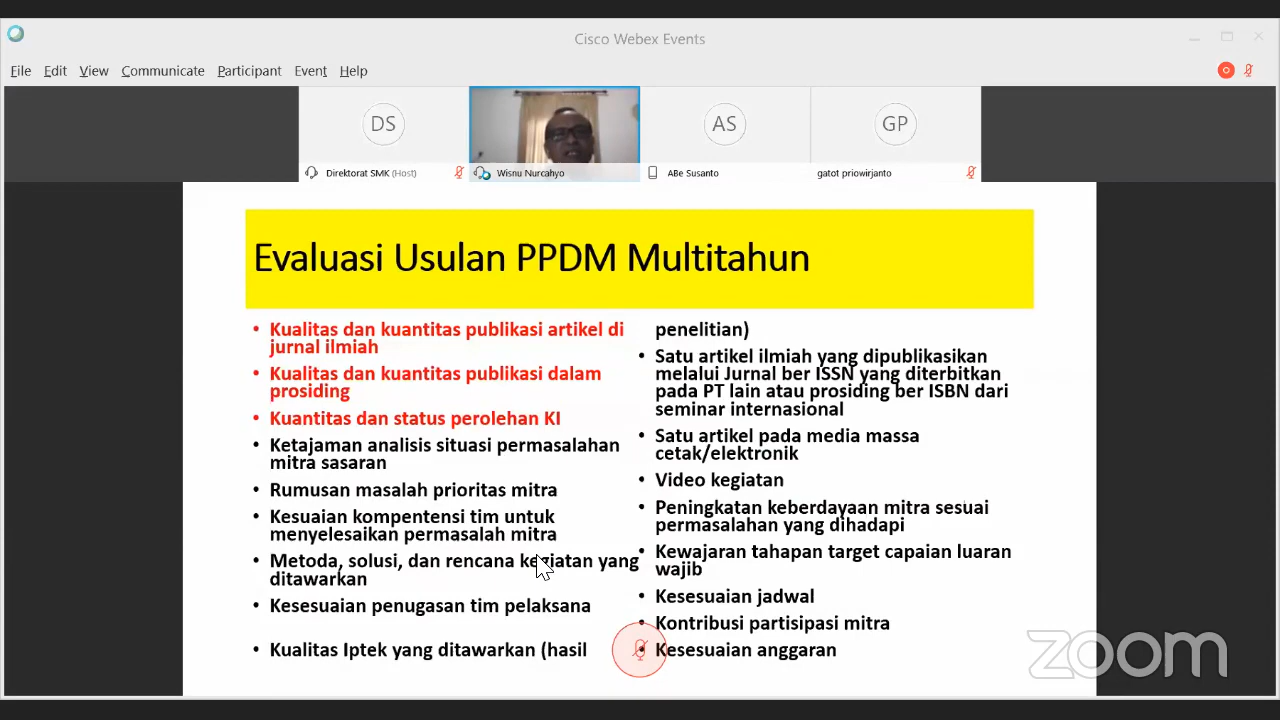 Cisco Webex Events
File Edit View Communicate Participant Event Help
DS
AS
GP
Direktorat SMK (Host)
Wisnu Nurcahyo
ABe Susanto
gatot priowirjanto
Evaluasi Usulan PPDM Multitahun
• Kualitas dan kuantitas publikasi artikel di
jurnal ilmiah
• Kualitas dan kuantitas publikasi dalam
prosiding
• Kuantitas dan status perolehan KI
• Ketajaman analisis situasi permasalahan
mitra sasaran
• Rumusan masalah prioritas mitra
• Kesuaian kompentensi tim untuk
menyelesaikan permasalah mitra
• Metoda, solusi, dan rencana kegiatan yang
ditawarkan
• Kesesuaian penugasan tim pelaksana
• Kualitas Iptek yang ditawarkan (hasil
penelitian)
• Satu artikel ilmiah yang dipublikasikan
melalui Jurnal ber ISSN yang diterbitkan
pada PT lain atau prosiding ber ISBN dari
seminar internasional
• Satu artikel pada media massa
cetak/elektronik
• Video kegiatan
• Peningkatan keberdayaan mitra sesuai
permasalahan yang dihadapi
• Kewajaran tahapan target capaian luaran
wajib
• Kesesuaian jadwal
• Kontribusi partisipasi mitra
• Kesesuaian anggaran
zoom